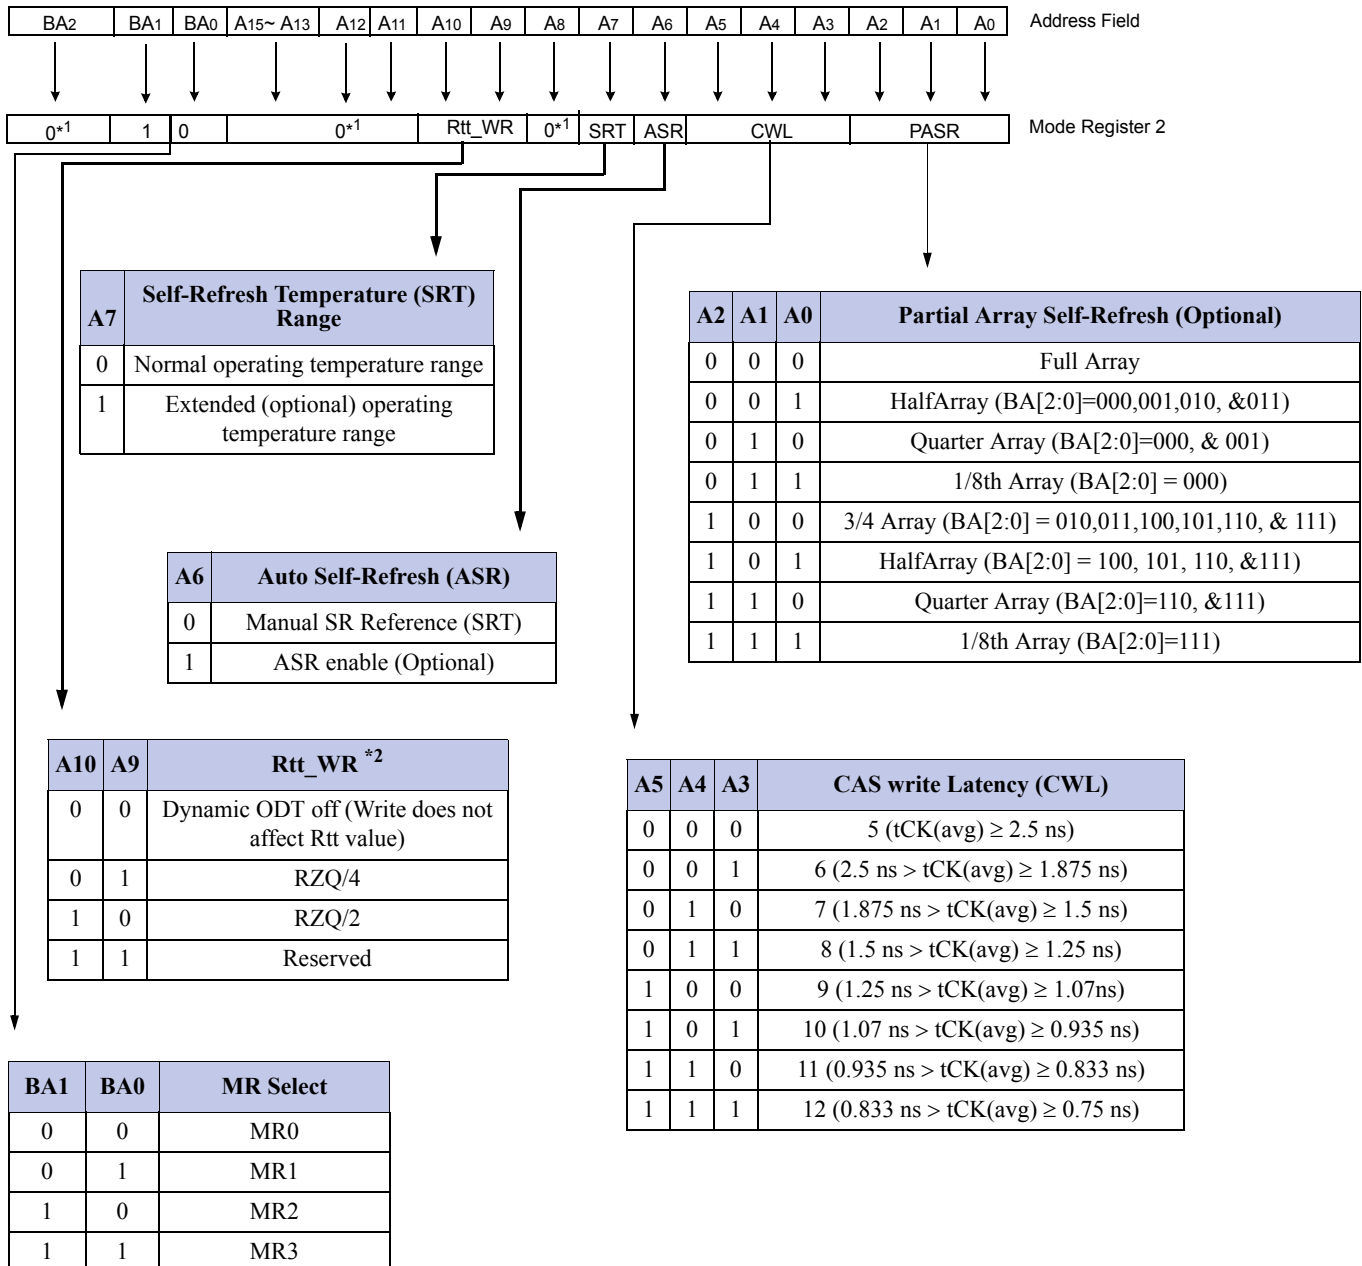 BA2 BA1 BA0 A15~ A13 A12 A11 A10 A9 A8 A7 A6 A5 A4 A3 A2 A1 A0 Address Field
0*1 1 0 0*1 Rtt_WR 0*1 SRT ASR CWL PASR Mode Register 2
A7 Self-Refresh Temperature (SRT)
Range
0 Normal operating temperature range
1 Extended (optional) operating
temperature range
A2 A1 A0 Partial Array Self-Refresh (Optional)
0 0 0 Full Array
0 0 1 HalfArray (BA[2:0]=000,001,010, &011)
0 1 0 Quarter Array (BA[2:0]=000, & 001)
0 1 1 1/8th Array (BA[2:0] = 000)
1 0 0 3/4 Array (BA[2:0] = 010,011,100,101,110, & 111)
1 0 1 HalfArray (BA[2:0] = 100, 101, 110, &111)
1 1 0 Quarter Array (BA[2:0]=110, &111)
1 1 1 1/8th Array (BA[2:0]=111)
A6 Auto Self-Refresh (ASR)
0 Manual SR Reference (SRT)
1 ASR enable (Optional)
A10 A9 Rtt_WR *2
0 0 Dynamic ODT off (Write does not
affect Rtt value)
0 1 RZQ/4
1 0 RZQ/2
1 1 Reserved
A5 A4 A3 CAS write Latency (CWL)
0 0 0 5 (tCK(avg) ≥ 2.5 ns)
0 0 1 6 (2.5 ns > tCK(avg) ≥ 1.875 ns)
0 1 0 7 (1.875 ns > tCK(avg) ≥ 1.5 ns)
0 1 1 8 (1.5 ns > tCK(avg) ≥ 1.25 ns)
1 0 0 9 (1.25 ns > tCK(avg) ≥ 1.07ns)
1 0 1 10 (1.07 ns > tCK(avg) ≥ 0.935 ns)
1 1 0 11 (0.935 ns > tCK(avg) ≥ 0.833 ns)
1 1 1 12 (0.833 ns > tCK(avg) ≥ 0.75 ns)
BA1 BA0 MR Select
0 0 MR0
0 1 MR1
1 0 MR2
1 1 MR3